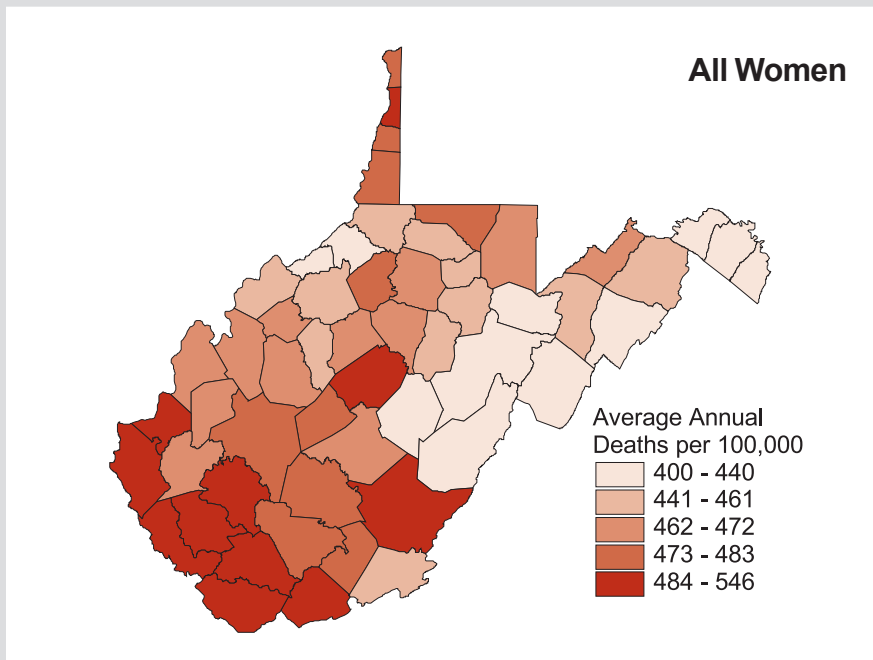 All Women
Average Annual
Deaths per 100,000
400 - 440
441 - 461
462 - 472
473 - 483
484 - 546